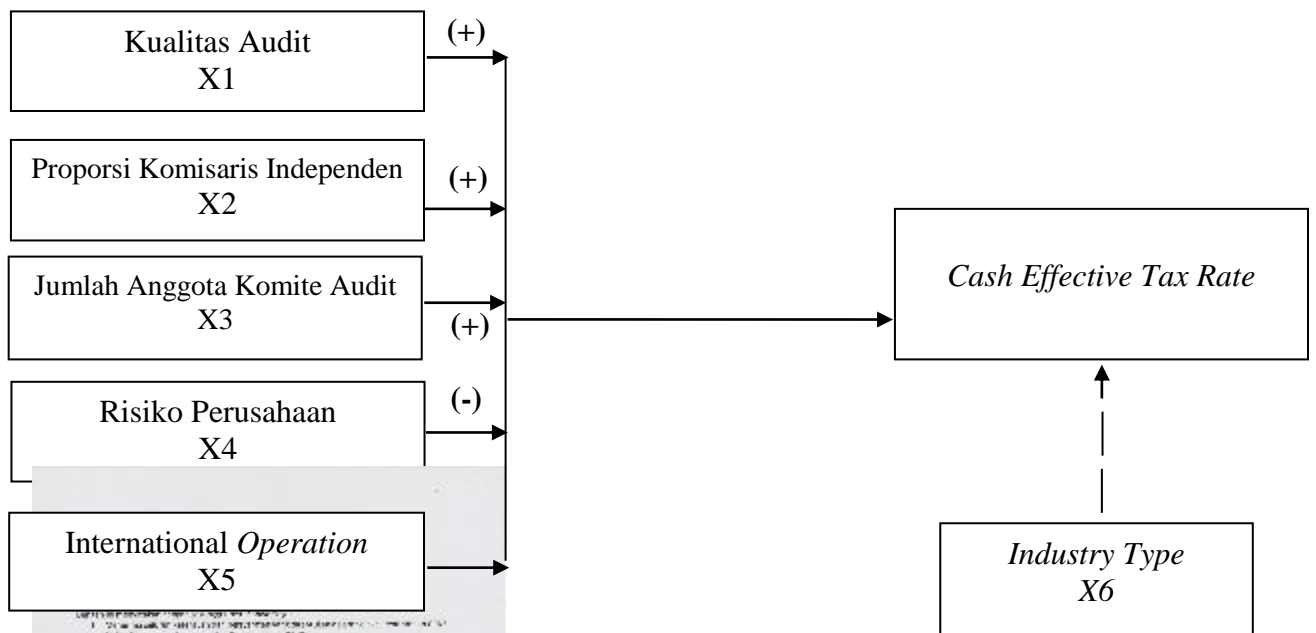 Kualitas Audit
X1
(+)
Proporsi Komisaris Independen
X2
(+)
Jumlah Anggota Komite Audit
X3
(+)
Risiko Perusahaan
X4
(-)
International Operation
X5
Cash Effective Tax Rate
Industry Type
X6